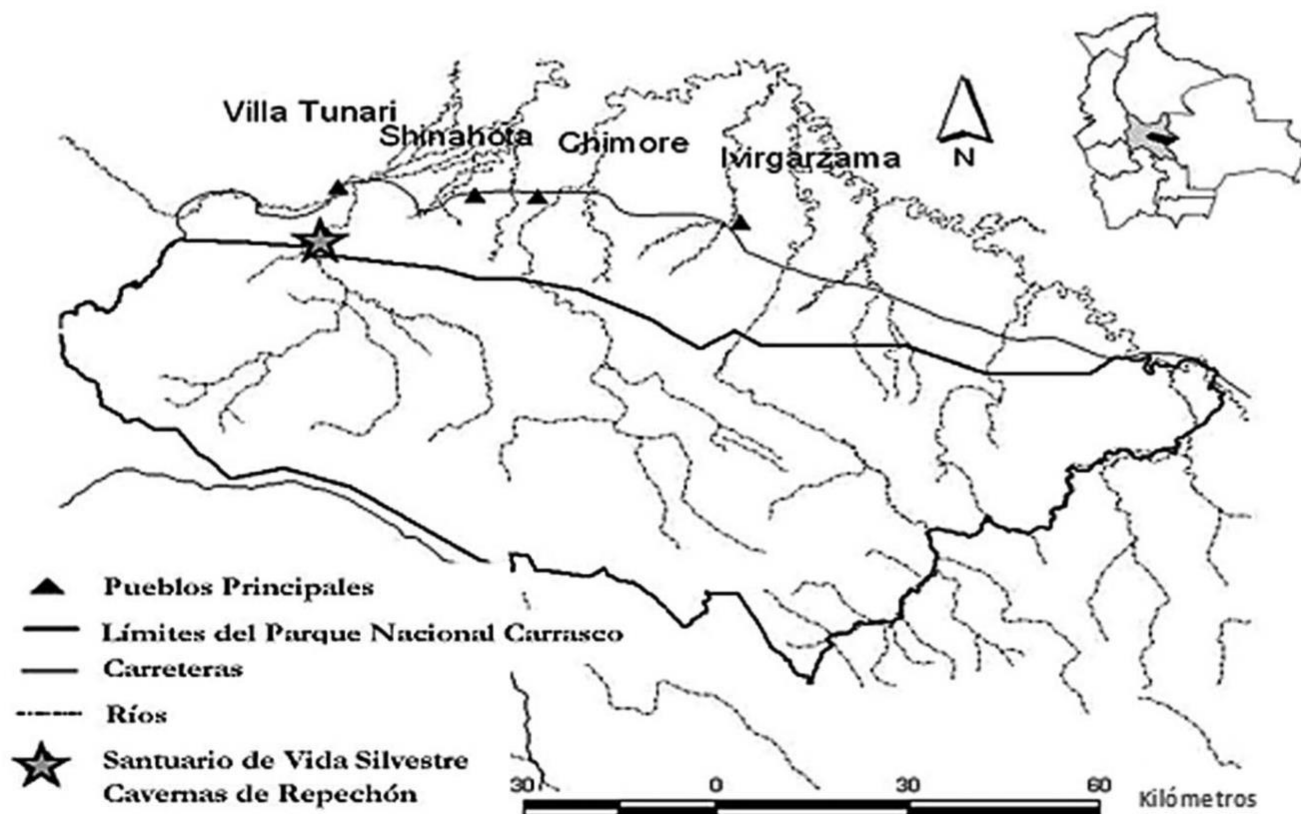 Villa Tunari
Shinahota
Chimore
Ivirgarzama
N
Pueblos Principales
Límites del Parque Nacional Carrasco
Carreteras
Ríos
Santuario de Vida Silvestre
Cavernas de Repechón
30 0 30 60 Kilómetros